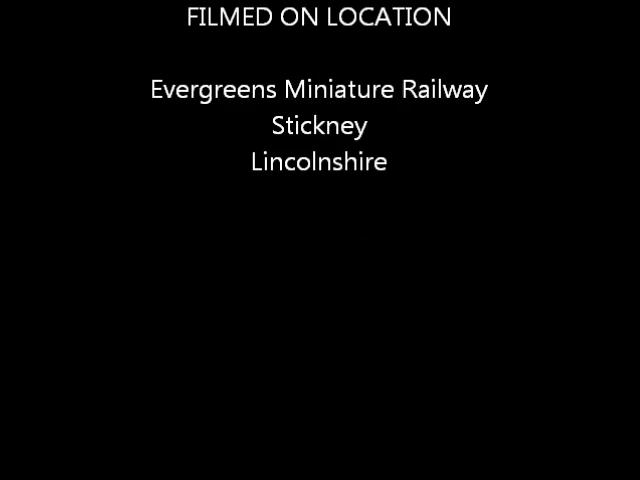 FILMED ON LOCATION
Evergreens Miniature Railway
Stickney
Lincolnshire